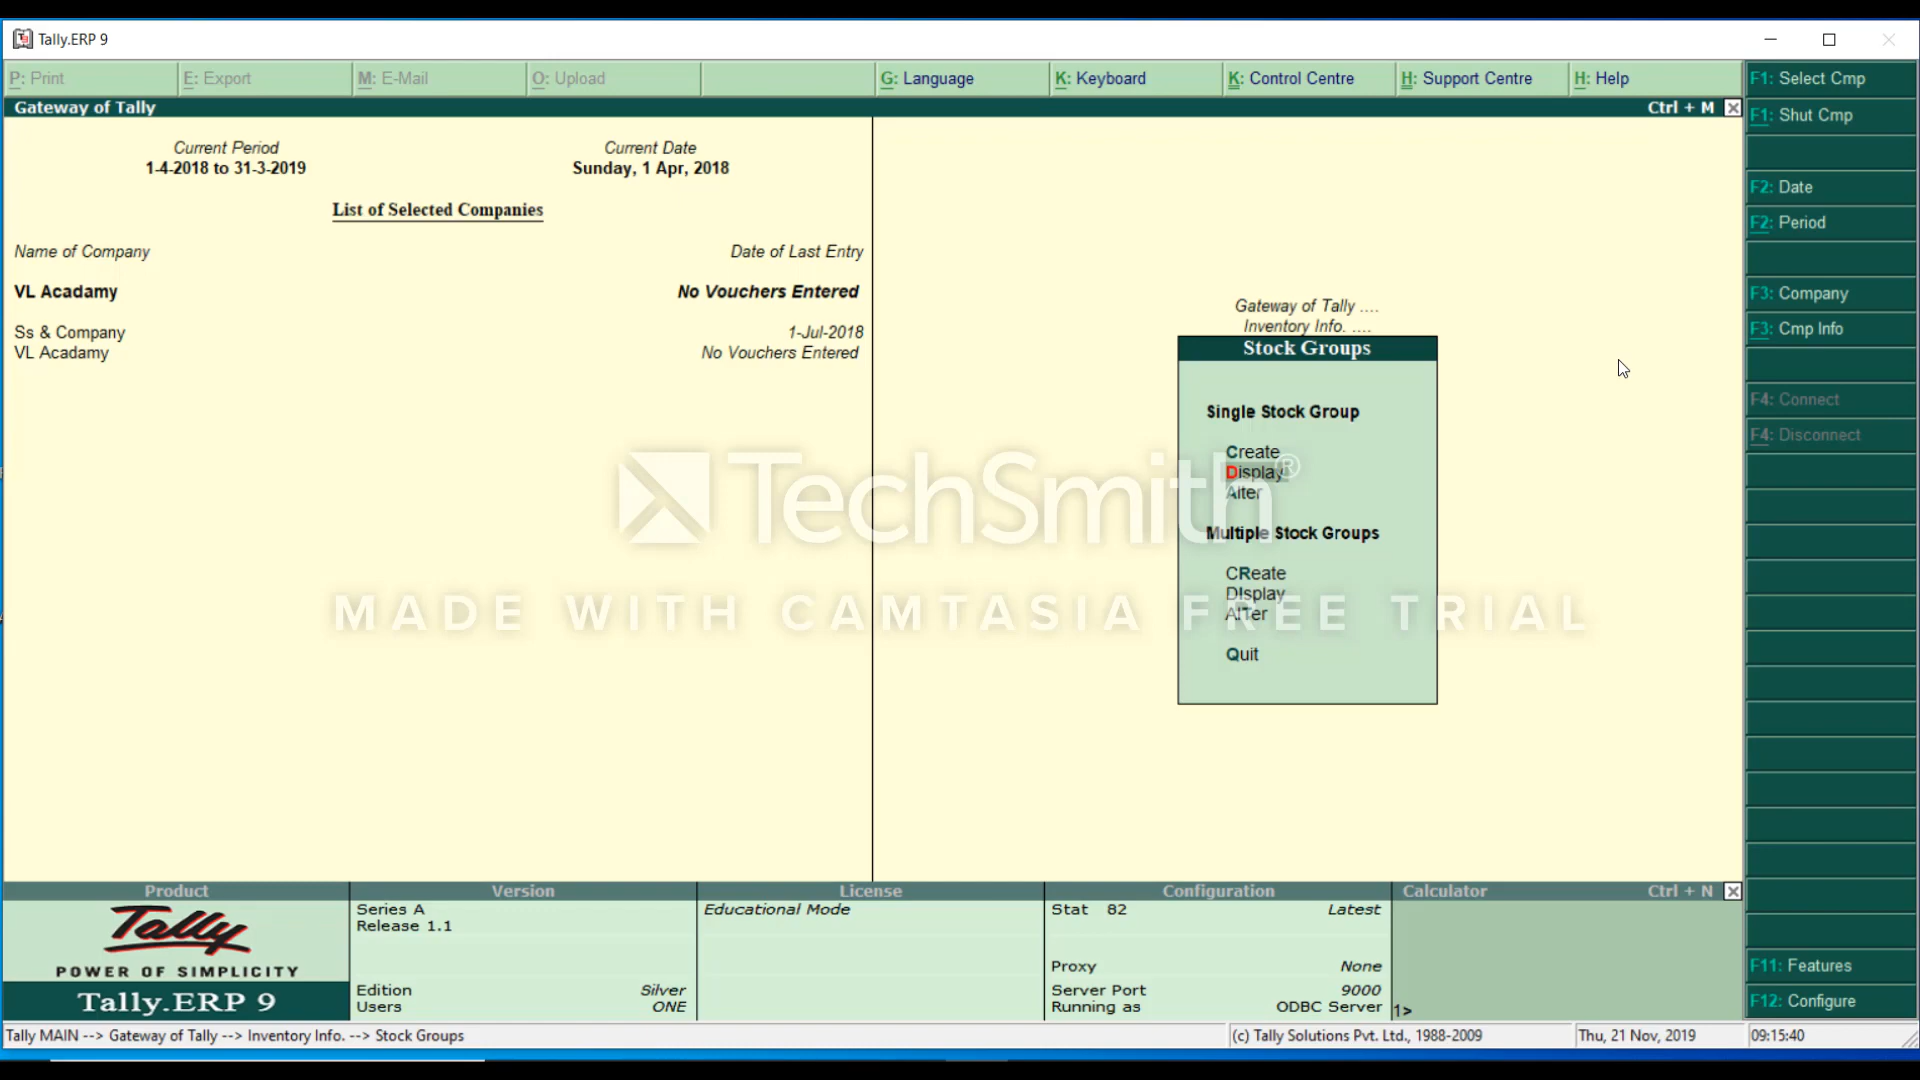 Tally.ERP 9
P: Print
E: Export
M: E-Mail
O: Upload
G: Language
K: Keyboard
K: Control Centre
H: Support Centre
H: Help
Gateway of Tally
Ctrl + M
Current Period
1-4-2018 to 31-3-2019
Current Date
Sunday, 1 Apr, 2018
List of Selected Companies
Name of Company
Date of Last Entry
VL Acadamy
No Vouchers Entered
Ss & Company
1-Jul-2018
VL Acadamy
No Vouchers Entered
Gateway of Tally ....
Inventory Info. ....
Stock Groups
Single Stock Group
Create
Display
Alter
Multiple Stock Groups
CReate
DIsplay
AlTer
Quit
TechSmith®
MADE WITH CAMTASIA FREE TRIAL
F1: Select Cmp
F1: Shut Cmp
F2: Date
F2: Period
F3: Company
F3: Cmp Info
F4: Connect
F4: Disconnect
F11: Features
F12: Configure
Product
Tally
POWER OF SIMPLICITY
Tally.ERP 9
Version
Series A
Release 1.1
Edition Silver
Users ONE
License
Educational Mode
Configuration
Stat 82 Latest
Proxy None
Server Port 9000
Running as ODBC Server
Calculator
Ctrl + N
1>
Tally MAIN --> Gateway of Tally --> Inventory Info. --> Stock Groups
(c) Tally Solutions Pvt. Ltd., 1988-2009
Thu, 21 Nov, 2019
09:15:40